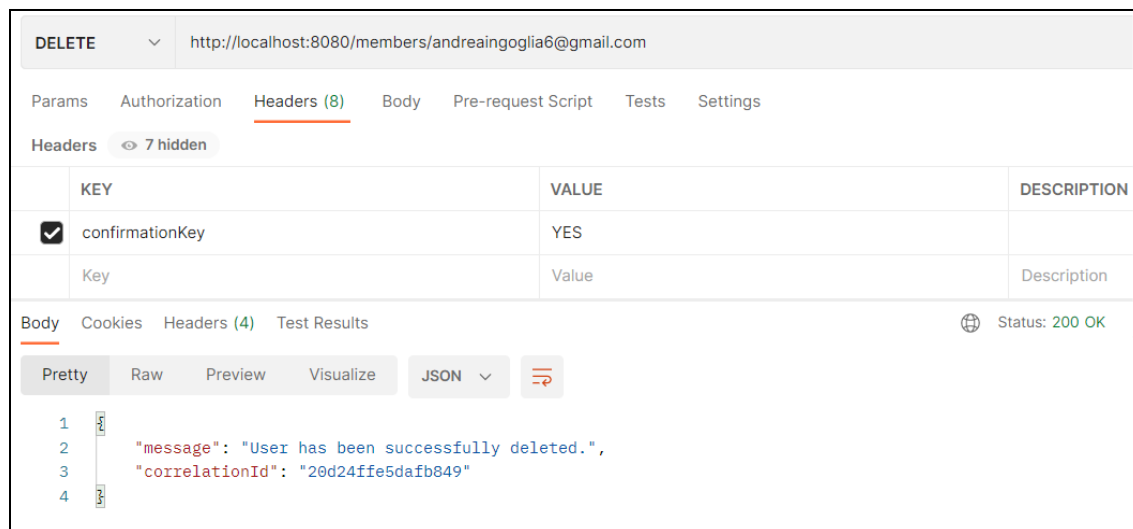 DELETE http://localhost:8080/members/andreaingoglia6@gmail.com
Params Authorization Headers (8) Body Pre-request Script Tests Settings
Headers 7 hidden
KEY VALUE DESCRIPTION
confirmationKey YES
Key Value Description
Body Cookies Headers (4) Test Results Status: 200 OK
Pretty Raw Preview Visualize JSON
1 {
2 "message": "User has been successfully deleted.",
3 "correlationId": "20d24ffe5dafb849"
4 }